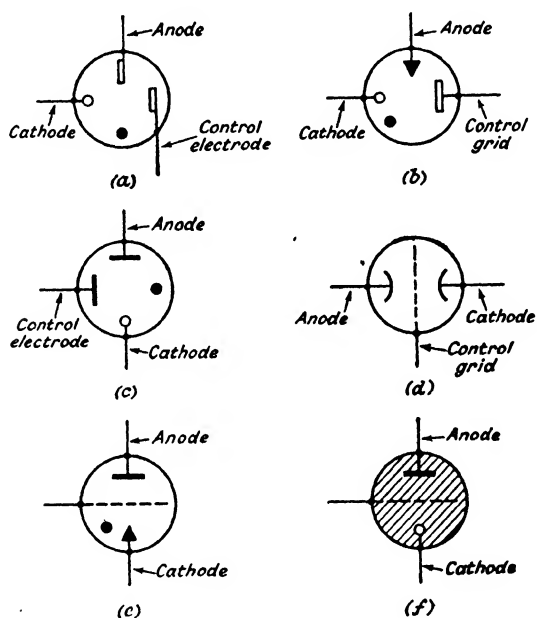 Anode
Cathode
Control
electrode
(a)
Anode
Cathode
Control
grid
(b)
Anode
Control
electrode
Cathode
(c)
Anode
Cathode
Control
grid
(d)
Anode
Cathode
(e)
Anode
Cathode
(f)